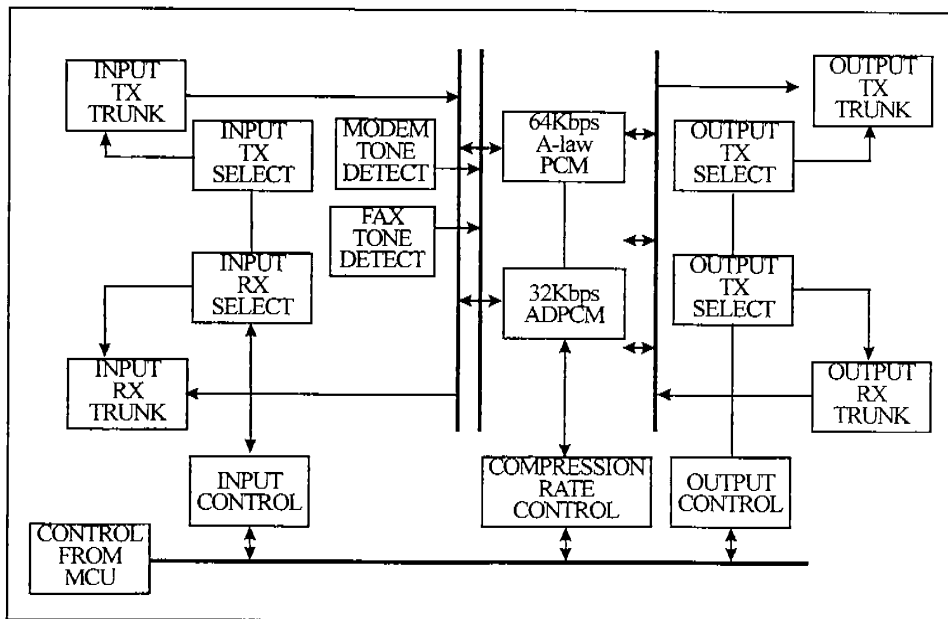 INPUT
TX
TRUNK
INPUT
TX
SELECT
MODEM
TONE
DETECT
64Kbps
A-law
PCM
OUTPUT
TX
SELECT
OUTPUT
TX
TRUNK
FAX
TONE
DETECT
INPUT
RX
SELECT
32Kbps
ADPCM
OUTPUT
TX
SELECT
INPUT
RX
TRUNK
OUTPUT
RX
TRUNK
INPUT
CONTROL
COMPRESSION
RATE
CONTROL
OUTPUT
CONTROL
CONTROL
FROM
MCU